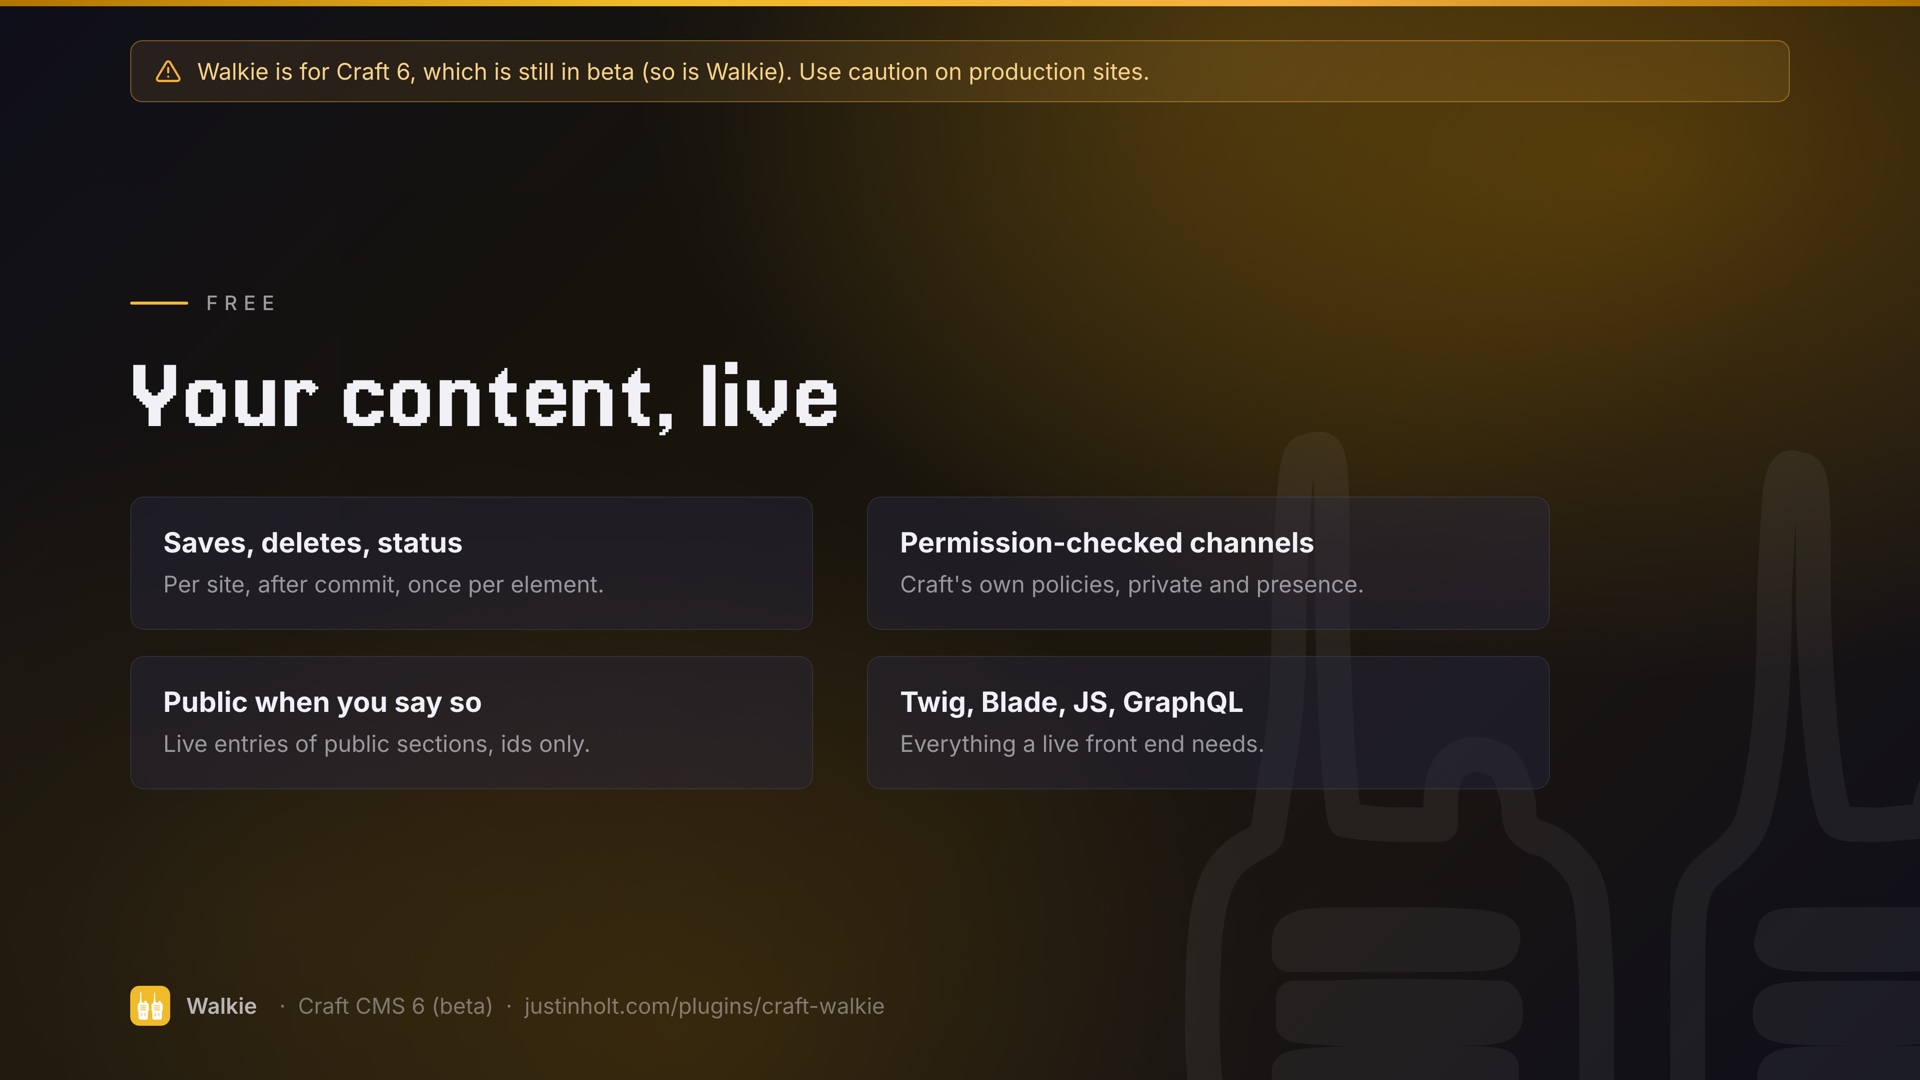 Walkie is for Craft 6, which is still in beta (so is Walkie). Use caution on production sites.
FREE
Your content, live
Saves, deletes, status
Per site, after commit, once per element.
Permission-checked channels
Craft's own policies, private and presence.
Public when you say so
Live entries of public sections, ids only.
Twig, Blade, JS, GraphQL
Everything a live front end needs.
Walkie · Craft CMS 6 (beta) · justinholt.com/plugins/craft-walkie